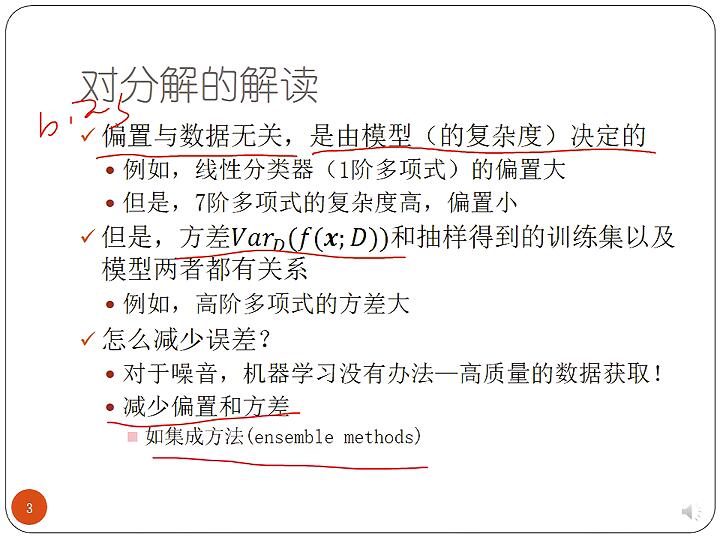 对分解的解读
偏置与数据无关，是由模型（的复杂度）决定的
例如，线性分类器（1阶多项式）的偏置大
但是，7阶多项式的复杂度高，偏置小
但是，方差Var_D(f(x;D))和抽样得到的训练集以及
模型两者都有关系
例如，高阶多项式的方差大
怎么减少误差？
对于噪音，机器学习没有办法—高质量的数据获取！
减少偏置和方差
如集成方法(ensemble methods)
3